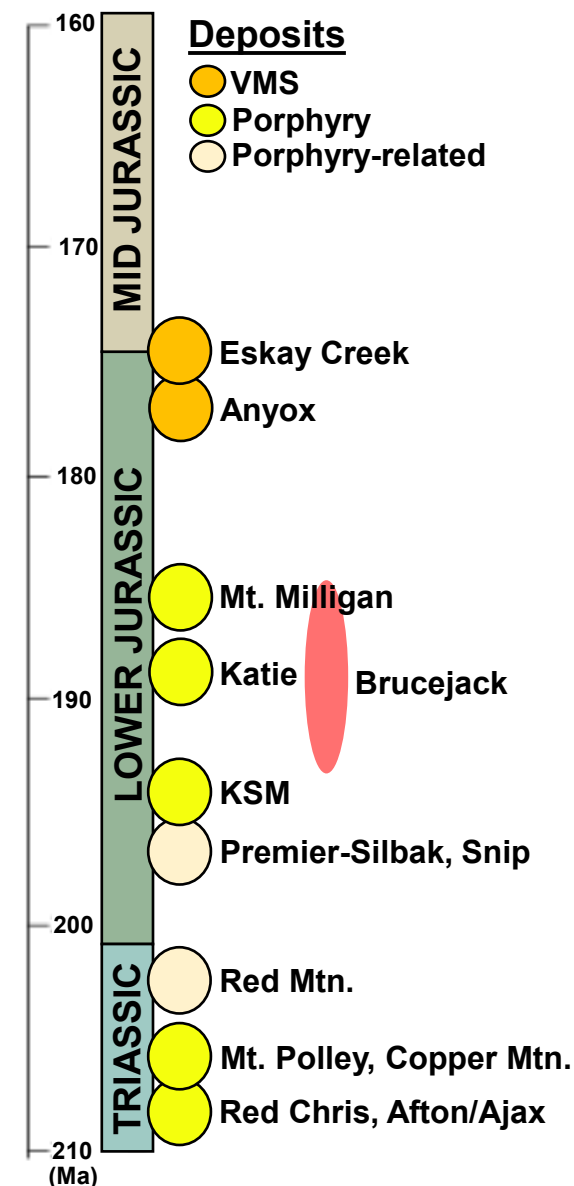 160
Deposits
VMS
Porphyry
Porphyry-related
MID JURASSIC
170
Eskay Creek
Anyox
180
LOWER JURASSIC
Mt. Milligan
Katie
Brucejack
190
KSM
Premier-Silbak, Snip
200
TRIASSIC
Red Mtn.
Mt. Polley, Copper Mtn.
Red Chris, Afton/Ajax
210
(Ma)